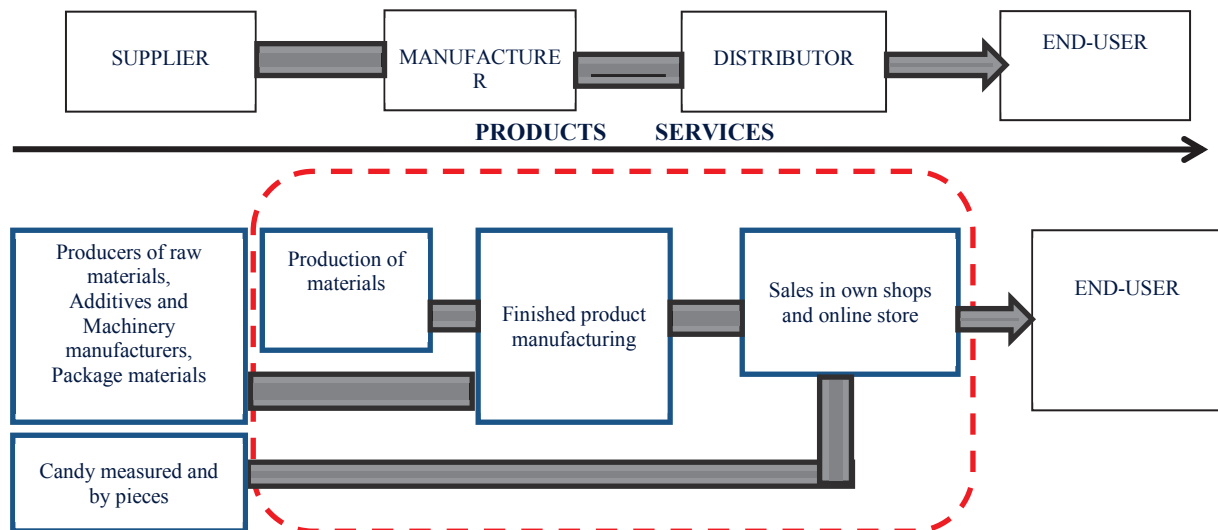 SUPPLIER
MANUFACTURE
R
DISTRIBUTOR
END-USER
PRODUCTS SERVICES
Producers of raw
materials,
Additives and
Machinery
manufacturers,
Package materials
Production of
materials
Finished product
manufacturing
Sales in own shops
and online store
END-USER
Candy measured and
by pieces